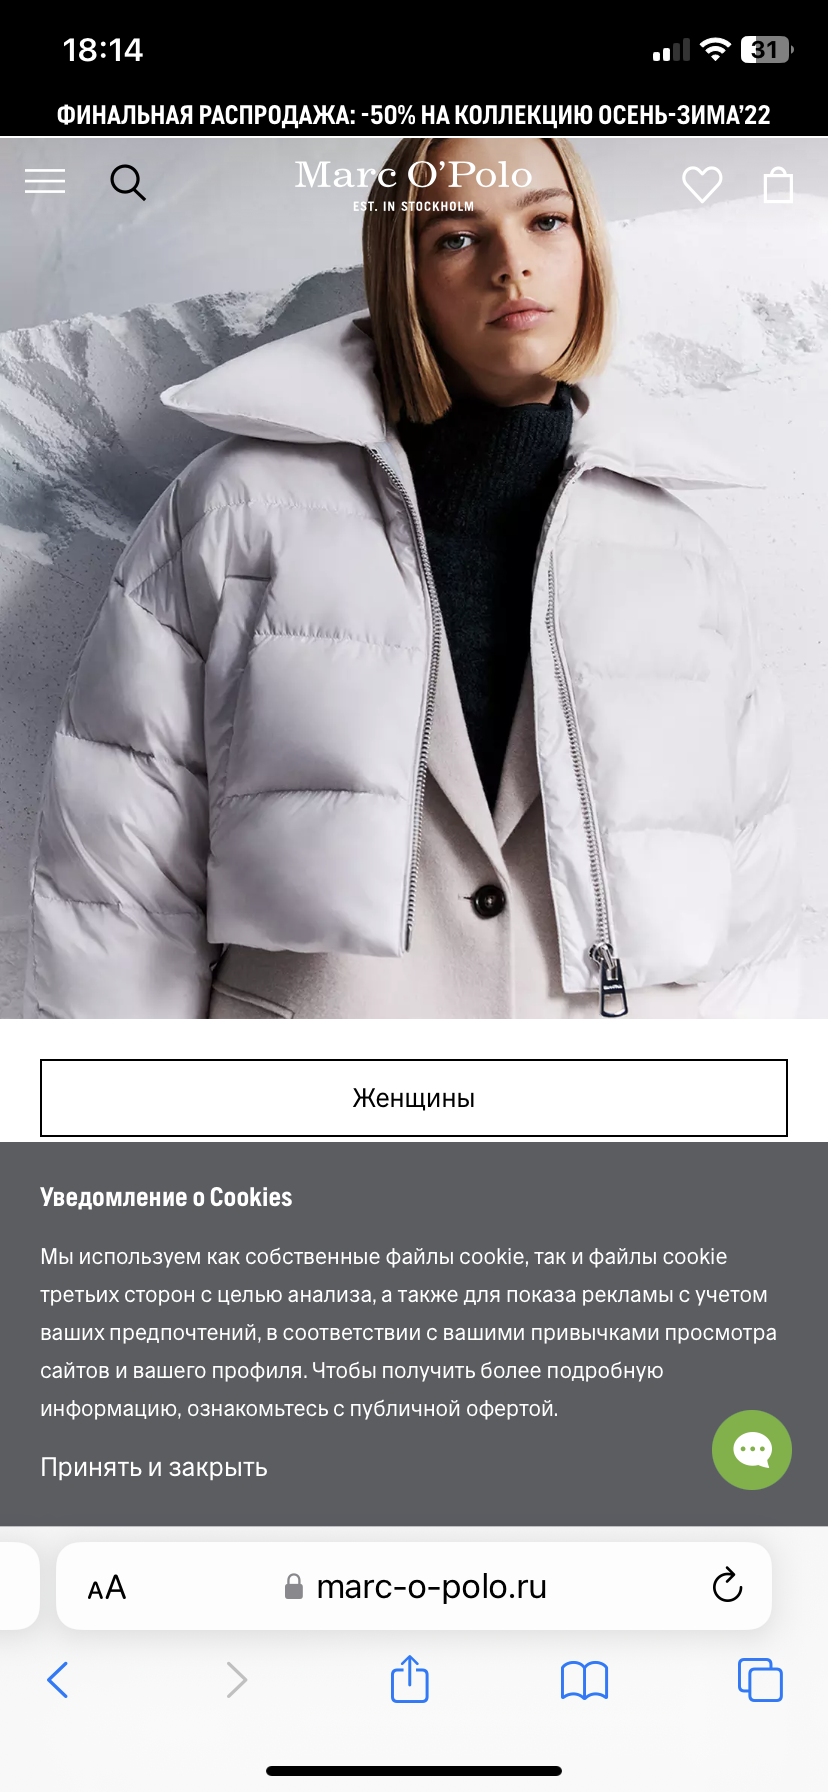 18:14
31
ФИНАЛЬНАЯ РАСПРОДАЖА: -50% НА КОЛЛЕКЦИЮ ОСЕНЬ-ЗИМА’22
Marc O’Polo
EST. IN STOCKHOLM
Женщины
Уведомление о Cookies
Мы используем как собственные файлы cookie, так и файлы cookie
третьих сторон с целью анализа, а также для показа рекламы с учетом
ваших предпочтений, в соответствии с вашими привычками просмотра
сайтов и вашего профиля. Чтобы получить более подробную
информацию, ознакомьтесь с публичной офертой.
Принять и закрыть
AA
marc-o-polo.ru